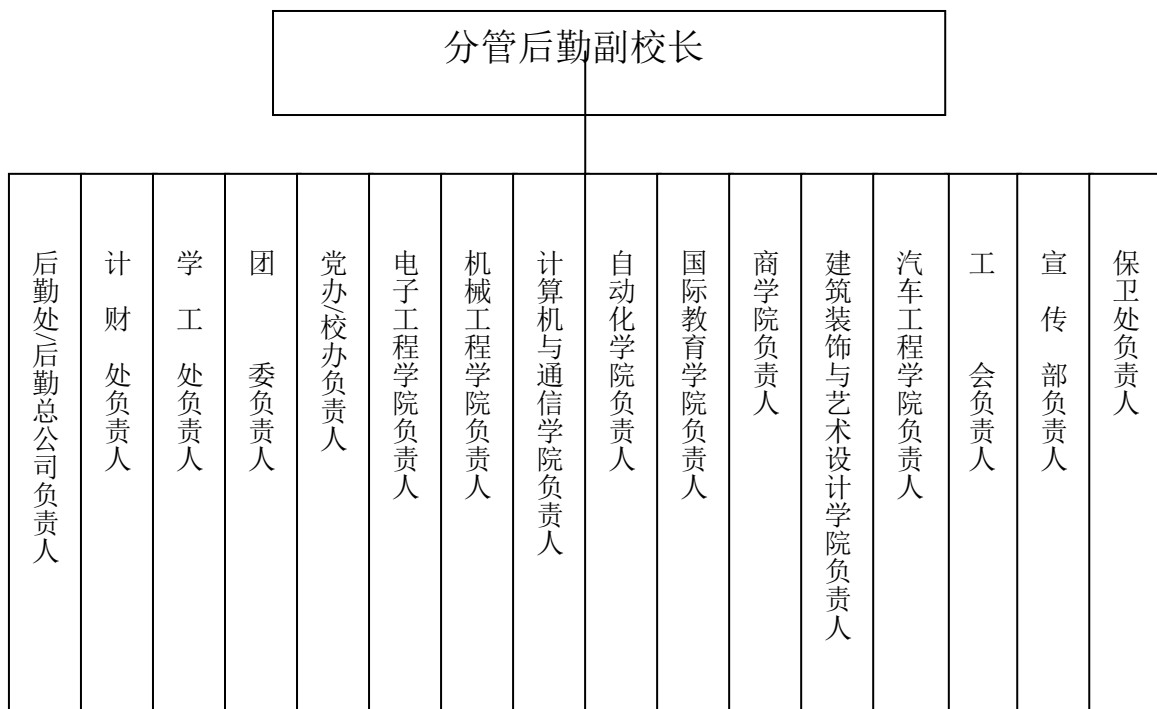 分管后勤副校长
后勤处/后勤总公司负责人
计财处负责人
学工处负责人
团委负责人
党办/校办负责人
电子工程学院负责人
机械工程学院负责人
计算机与通信学院负责人
自动化学院负责人
国际教育学院负责人
商学院负责人
建筑装饰与艺术设计学院负责人
汽车工程学院负责人
工会负责人
宣传部负责人
保卫处负责人